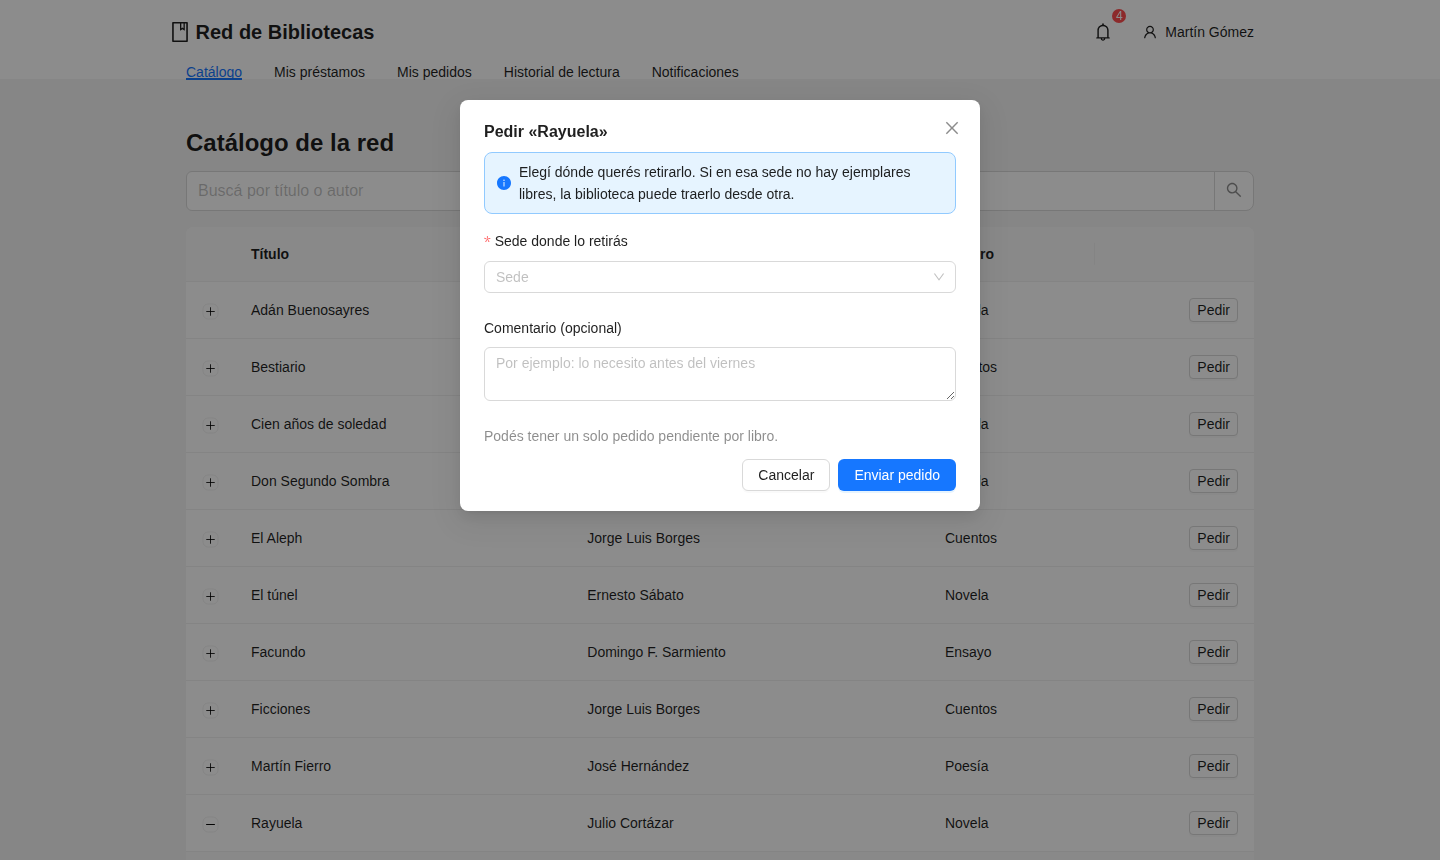 Red de Bibliotecas
4
Martín Gómez
Catálogo Mis préstamos Mis pedidos Historial de lectura Notificaciones
Catálogo de la red
Buscá por título o autor
Pedir «Rayuela»
Elegí dónde querés retirarlo. Si en esa sede no hay ejemplares
libres, la biblioteca puede traerlo desde otra.
* Sede donde lo retirás
Sede
Comentario (opcional)
Por ejemplo: lo necesito antes del viernes
Podés tener un solo pedido pendiente por libro.
Cancelar Enviar pedido
Título
Adán Buenosayres Pedir
Bestiario Pedir
Cien años de soledad Pedir
Don Segundo Sombra Pedir
El Aleph Jorge Luis Borges Cuentos Pedir
El túnel Ernesto Sábato Novela Pedir
Facundo Domingo F. Sarmiento Ensayo Pedir
Ficciones Jorge Luis Borges Cuentos Pedir
Martín Fierro José Hernández Poesía Pedir
Rayuela Julio Cortázar Novela Pedir